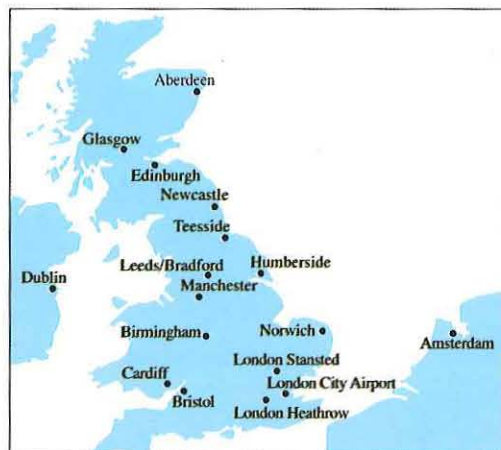 Aberdeen
Glasgow
Edinburgh
Newcastle
Teesside
Leeds/Bradford
Humberside
Dublin
Manchester
Birmingham
Norwich
Amsterdam
London Stansted
Cardiff
London City Airport
Bristol
London Heathrow